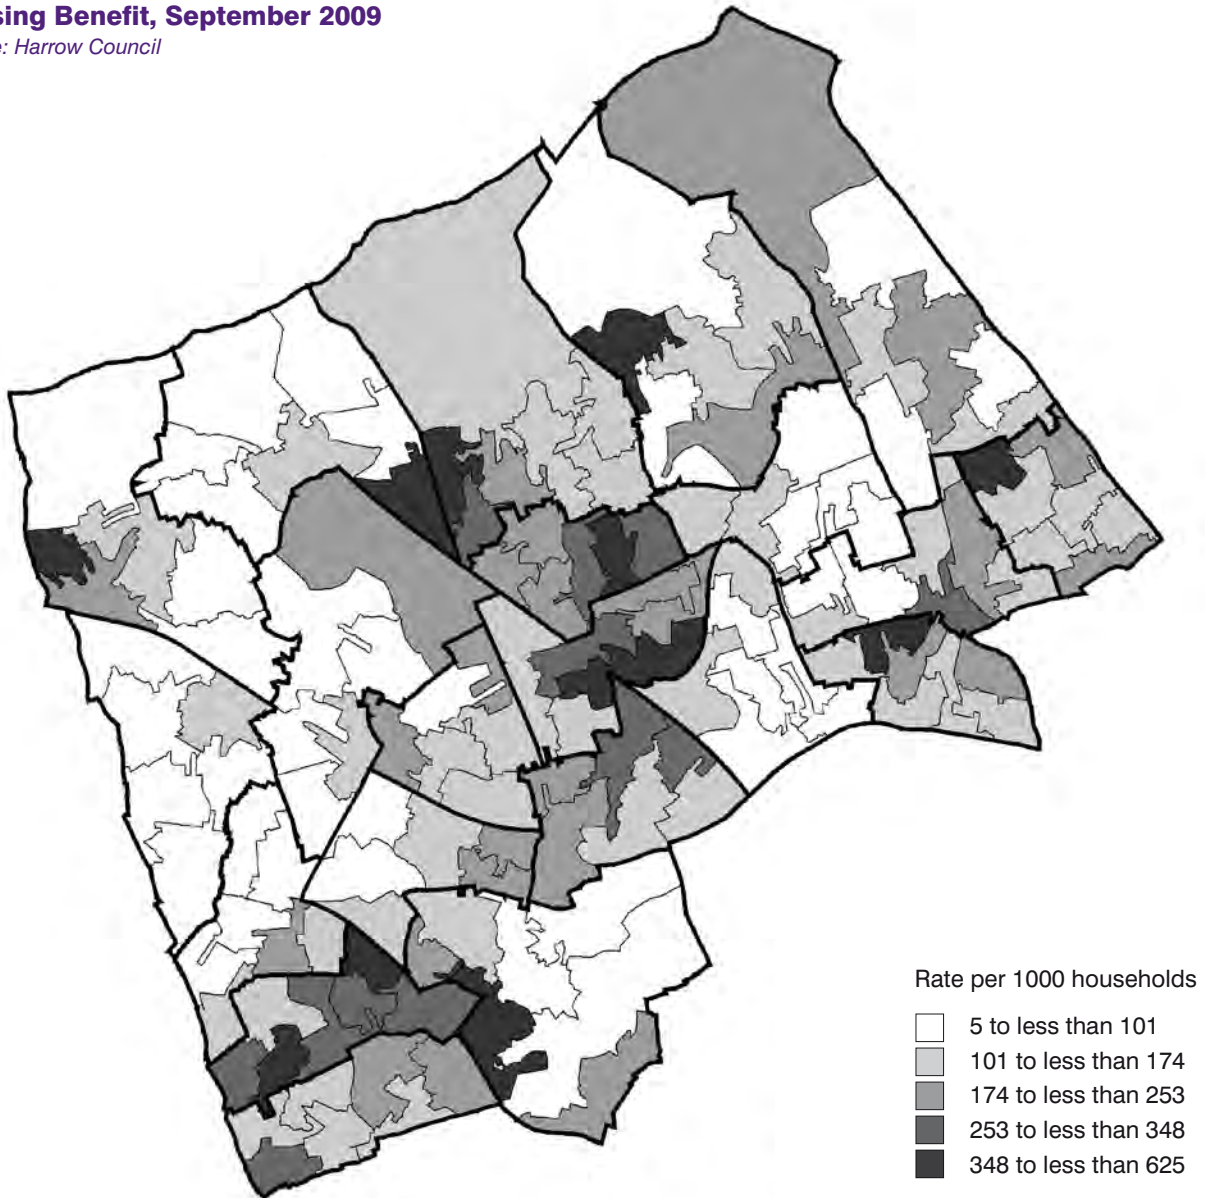 sing Benefit, September 2009
e: Harrow Council
Rate per 1000 households
5 to less than 101
101 to less than 174
174 to less than 253
253 to less than 348
348 to less than 625